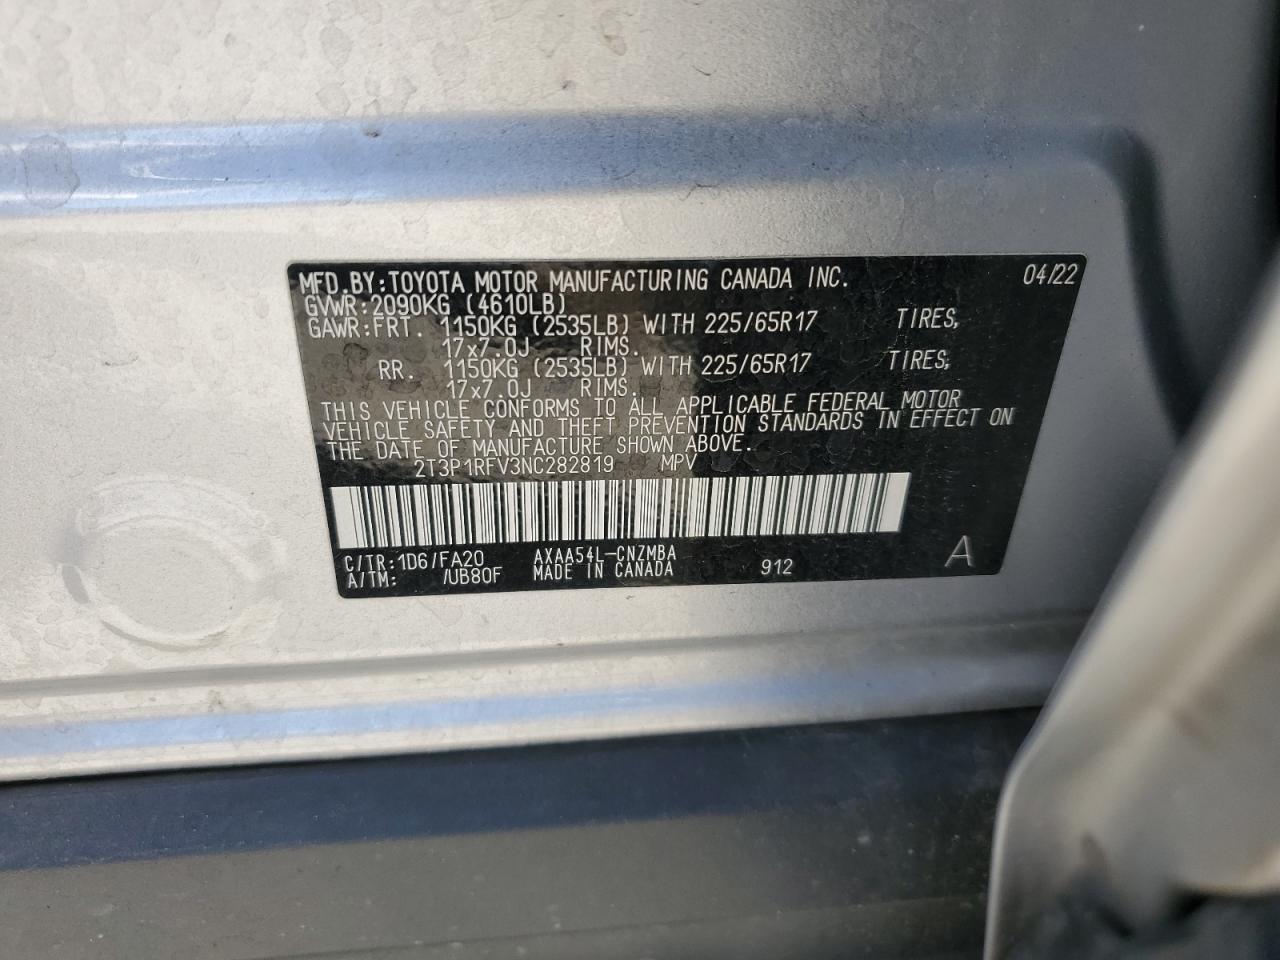 MFD.BY:TOYOTA MOTOR MANUFACTURING CANADA INC. 04/22
GVWR:2090KG (4610LB)
GAWR:FRT. 1150KG (2535LB) WITH 225/65R17 TIRES,
17x7.0J RIMS.
RR. 1150KG (2535LB) WITH 225/65R17 TIRES,
17x7.0J RIMS.
THIS VEHICLE CONFORMS TO ALL APPLICABLE FEDERAL MOTOR
VEHICLE SAFETY AND THEFT PREVENTION STANDARDS IN EFFECT ON
THE DATE OF MANUFACTURE SHOWN ABOVE.
2T3P1RFV3NC282819 MPV
C/TR:1D6/FA20 AXAA54L-CNZMBA
A/TM: /UB80F MADE IN CANADA 912 A